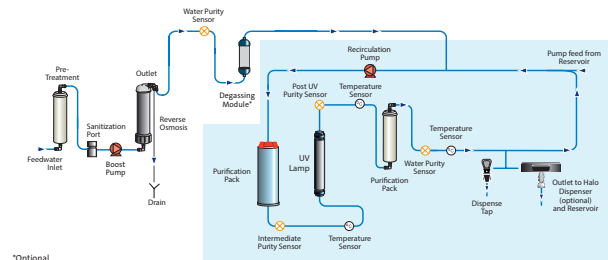 Water Purity
Sensor
Pre-
Treatment
Outlet
Sanitization
Port
Reverse
Osmosis
Feedwater
Inlet
Boost
Pump
Drain
Degassing
Module*
Recirculation
Pump
Pump feed from
Reservoir
Post UV
Purity Sensor
Temperature
Sensor
Purification
Pack
UV
Lamp
Purification
Pack
Temperature
Sensor
Water Purity
Sensor
Intermediate
Purity Sensor
Temperature
Sensor
Dispense
Tap
Outlet to Halo
Dispenser
(optional)
and Reservoir
*Optional